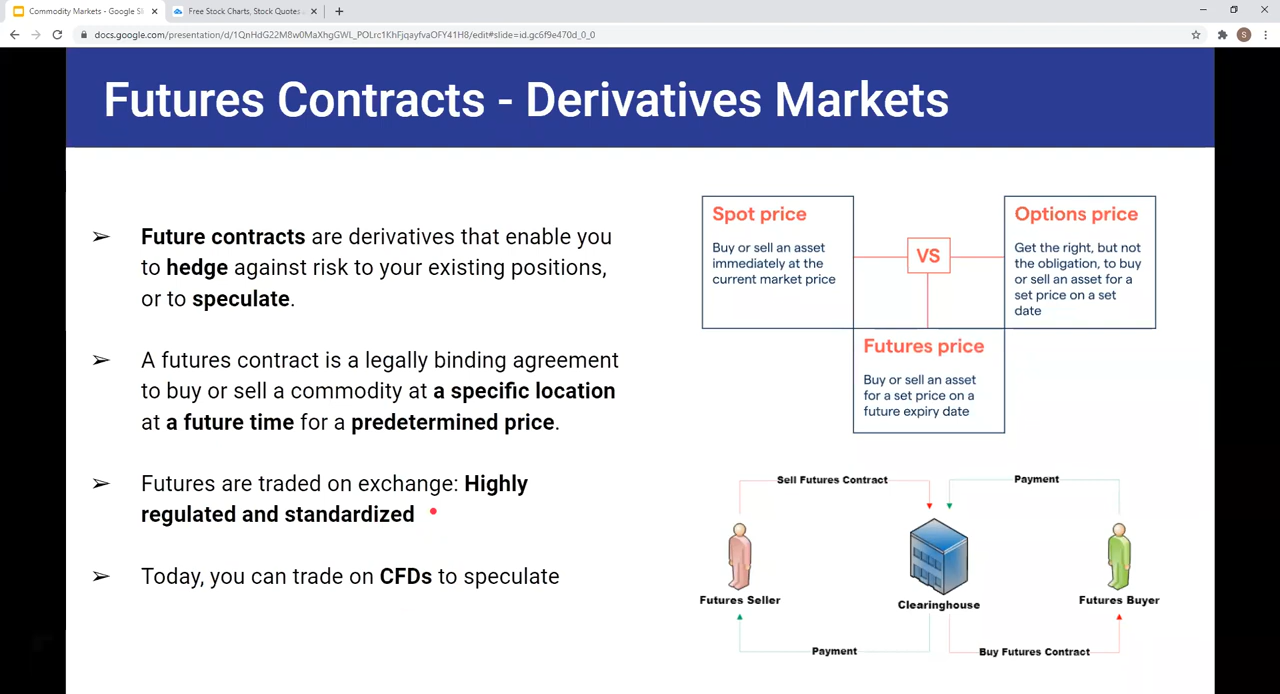 Commodity Markets - Google Sl
Free Stock Charts, Stock Quotes
docs.google.com/presentation/d/1QnHdG22M8w0MaXhgGWL_POLrc1KhFjqayfvaOFY41H8/edit#slide=id.gc6f9e470d_0_0
S
Futures Contracts - Derivatives Markets
➢ Future contracts are derivatives that enable you
to hedge against risk to your existing positions,
or to speculate.
➢ A futures contract is a legally binding agreement
to buy or sell a commodity at a specific location
at a future time for a predetermined price.
➢ Futures are traded on exchange: Highly
regulated and standardized
➢ Today, you can trade on CFDs to speculate
Spot price
Buy or sell an asset
immediately at the
current market price
VS
Options price
Get the right, but not
the obligation, to buy
or sell an asset for a
set price on a set
date
Futures price
Buy or sell an asset
for a set price on a
future expiry date
Sell Futures Contract
Payment
Futures Seller
Clearinghouse
Futures Buyer
Payment
Buy Futures Contract